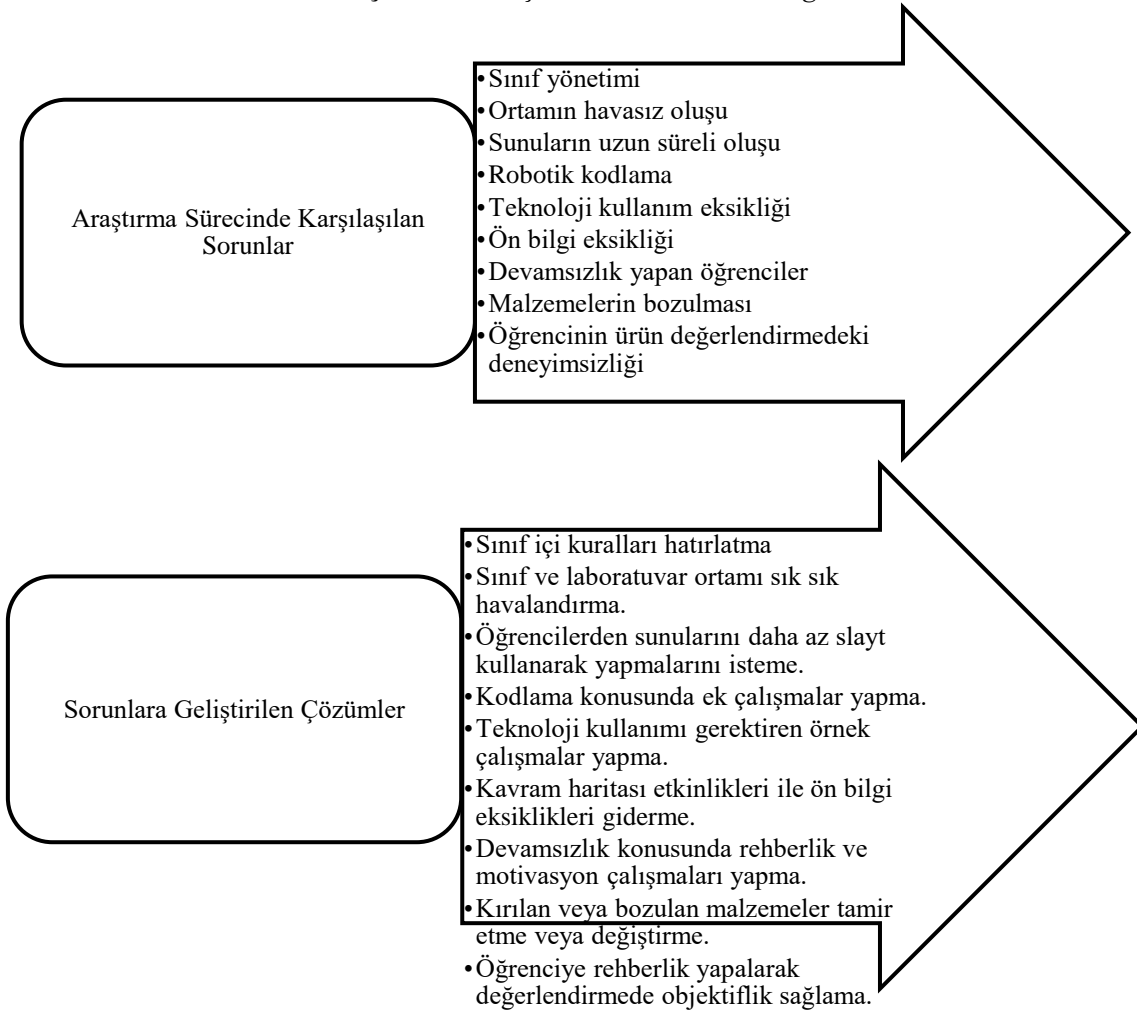 Araştırma Sürecinde Karşılaşılan
Sorunlar
•Sınıf yönetimi
•Ortamın havasız oluşu
•Sunuların uzun süreli oluşu
•Robotik kodlama
•Teknoloji kullanım eksikliği
•Ön bilgi eksikliği
•Devamsızlık yapan öğrenciler
•Malzemelerin bozulması
•Öğrencinin ürün değerlendirmedeki
deneyimsizliği
Sorunlara Geliştirilen Çözümler
•Sınıf içi kuralları hatırlatma
•Sınıf ve laboratuvar ortamı sık sık
havalandırma.
•Öğrencilerden sunularını daha az slayt
kullanarak yapmalarını isteme.
•Kodlama konusunda ek çalışmalar yapma.
•Teknoloji kullanımı gerektiren örnek
çalışmalar yapma.
•Kavram haritası etkinlikleri ile ön bilgi
eksiklikleri giderme.
•Devamsızlık konusunda rehberlik ve
motivasyon çalışmaları yapma.
•Kırılan veya bozulan malzemeler tamir
etme veya değiştirme.
•Öğrenciye rehberlik yapalarak
değerlendirmede objektiflik sağlama.